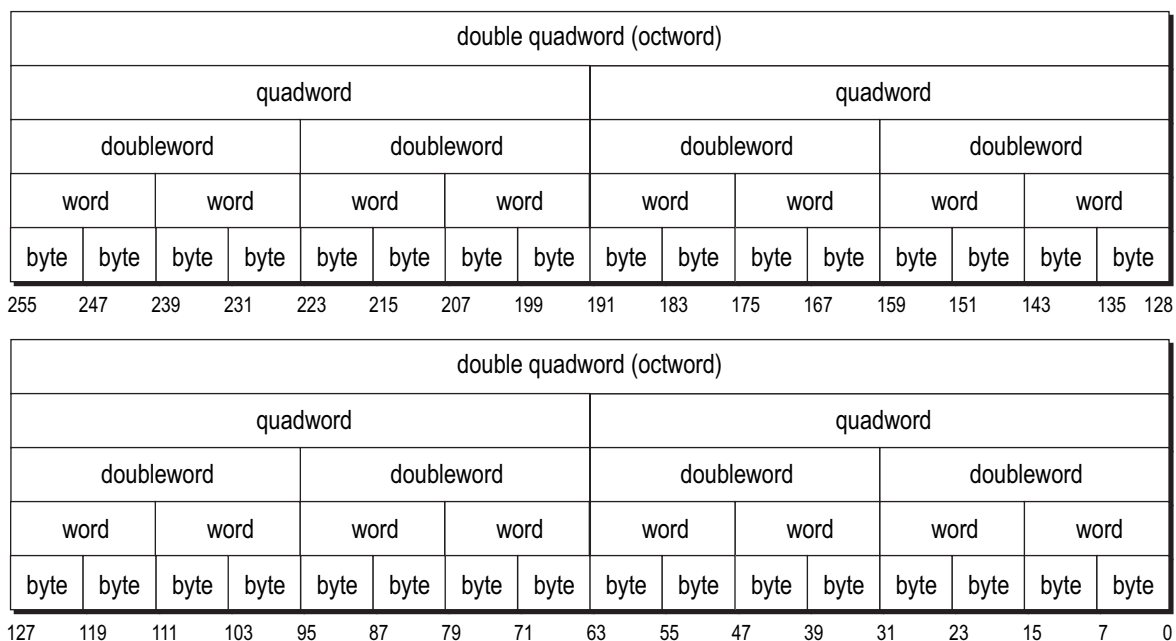 double quadword (octword)
quadword quadword
doubleword doubleword doubleword doubleword
word word word word word word word word
byte byte byte byte byte byte byte byte byte byte byte byte byte byte byte byte
255 247 239 231 223 215 207 199 191 183 175 167 159 151 143 135 128
double quadword (octword)
quadword quadword
doubleword doubleword doubleword doubleword
word word word word word word word word
byte byte byte byte byte byte byte byte byte byte byte byte byte byte byte byte
127 119 111 103 95 87 79 71 63 55 47 39 31 23 15 7 0